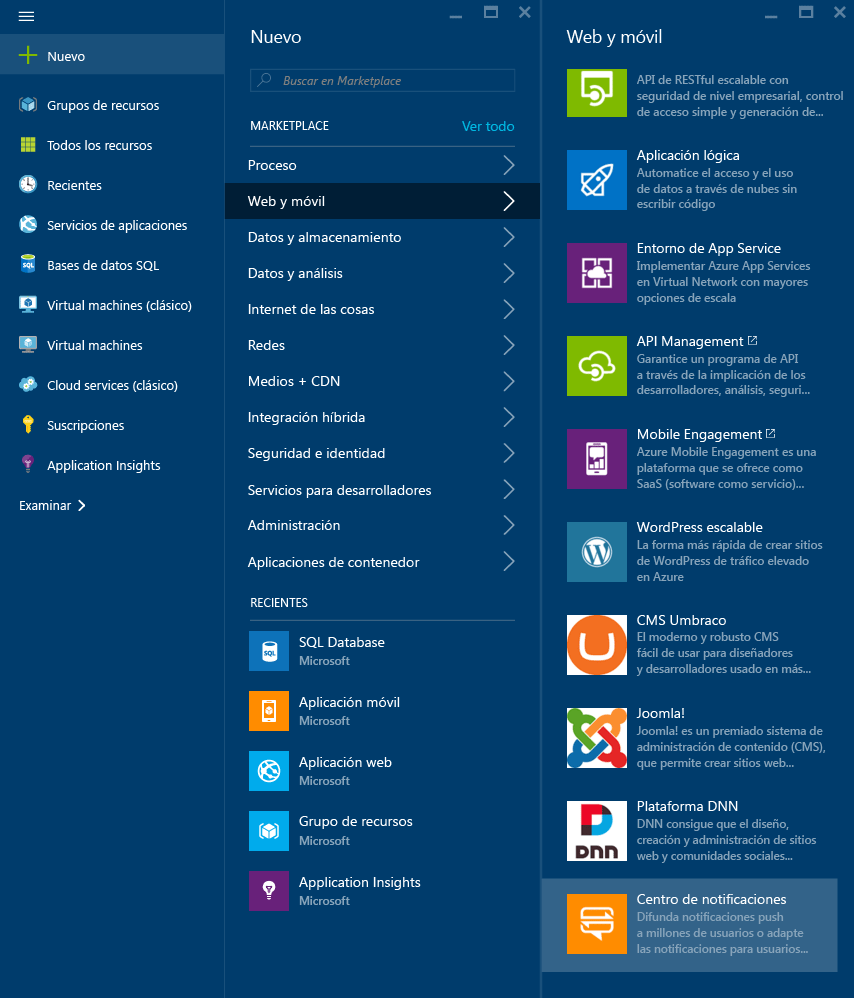 Nuevo
Grupos de recursos
Todos los recursos
Recientes
Servicios de aplicaciones
Bases de datos SQL
Virtual machines (clásico)
Virtual machines
Cloud services (clásico)
Suscripciones
Application Insights
Examinar
Nuevo
Buscar en Marketplace
MARKETPLACE
Ver todo
Proceso
Web y móvil
Datos y almacenamiento
Datos y análisis
Internet de las cosas
Redes
Medios + CDN
Integración híbrida
Seguridad e identidad
Servicios para desarrolladores
Administración
Aplicaciones de contenedor
RECIENTES
SQL Database
Microsoft
Aplicación móvil
Microsoft
Aplicación web
Microsoft
Grupo de recursos
Microsoft
Application Insights
Microsoft
Web y móvil
API de RESTful escalable con
seguridad de nivel empresarial, control
de acceso simple y generación de...
Aplicación lógica
Automatice el acceso y el uso
de datos a través de nubes sin
escribir código
Entorno de App Service
Implementar Azure App Services
en Virtual Network con mayores
opciones de escala
API Management
Garantice un programa de API
a través de la implicación de los
desarrolladores, análisis, seguri...
Mobile Engagement
Azure Mobile Engagement es una
plataforma que se ofrece como
SaaS (software como servicio)...
WordPress escalable
La forma más rápida de crear sitios
de WordPress de tráfico elevado
en Azure
CMS Umbraco
El moderno y robusto CMS
fácil de usar para diseñadores
y desarrolladores usado en más...
Joomla!
Joomla! es un premiado sistema de
administración de contenido (CMS),
que permite crear sitios web...
Plataforma DNN
DNN consigue que el diseño,
creación y administración de sitios
web y comunidades sociales...
Centro de notificaciones
Difunda notificaciones push
a millones de usuarios o adapte
las notificaciones para usuarios...
SQL
SQL
DNN